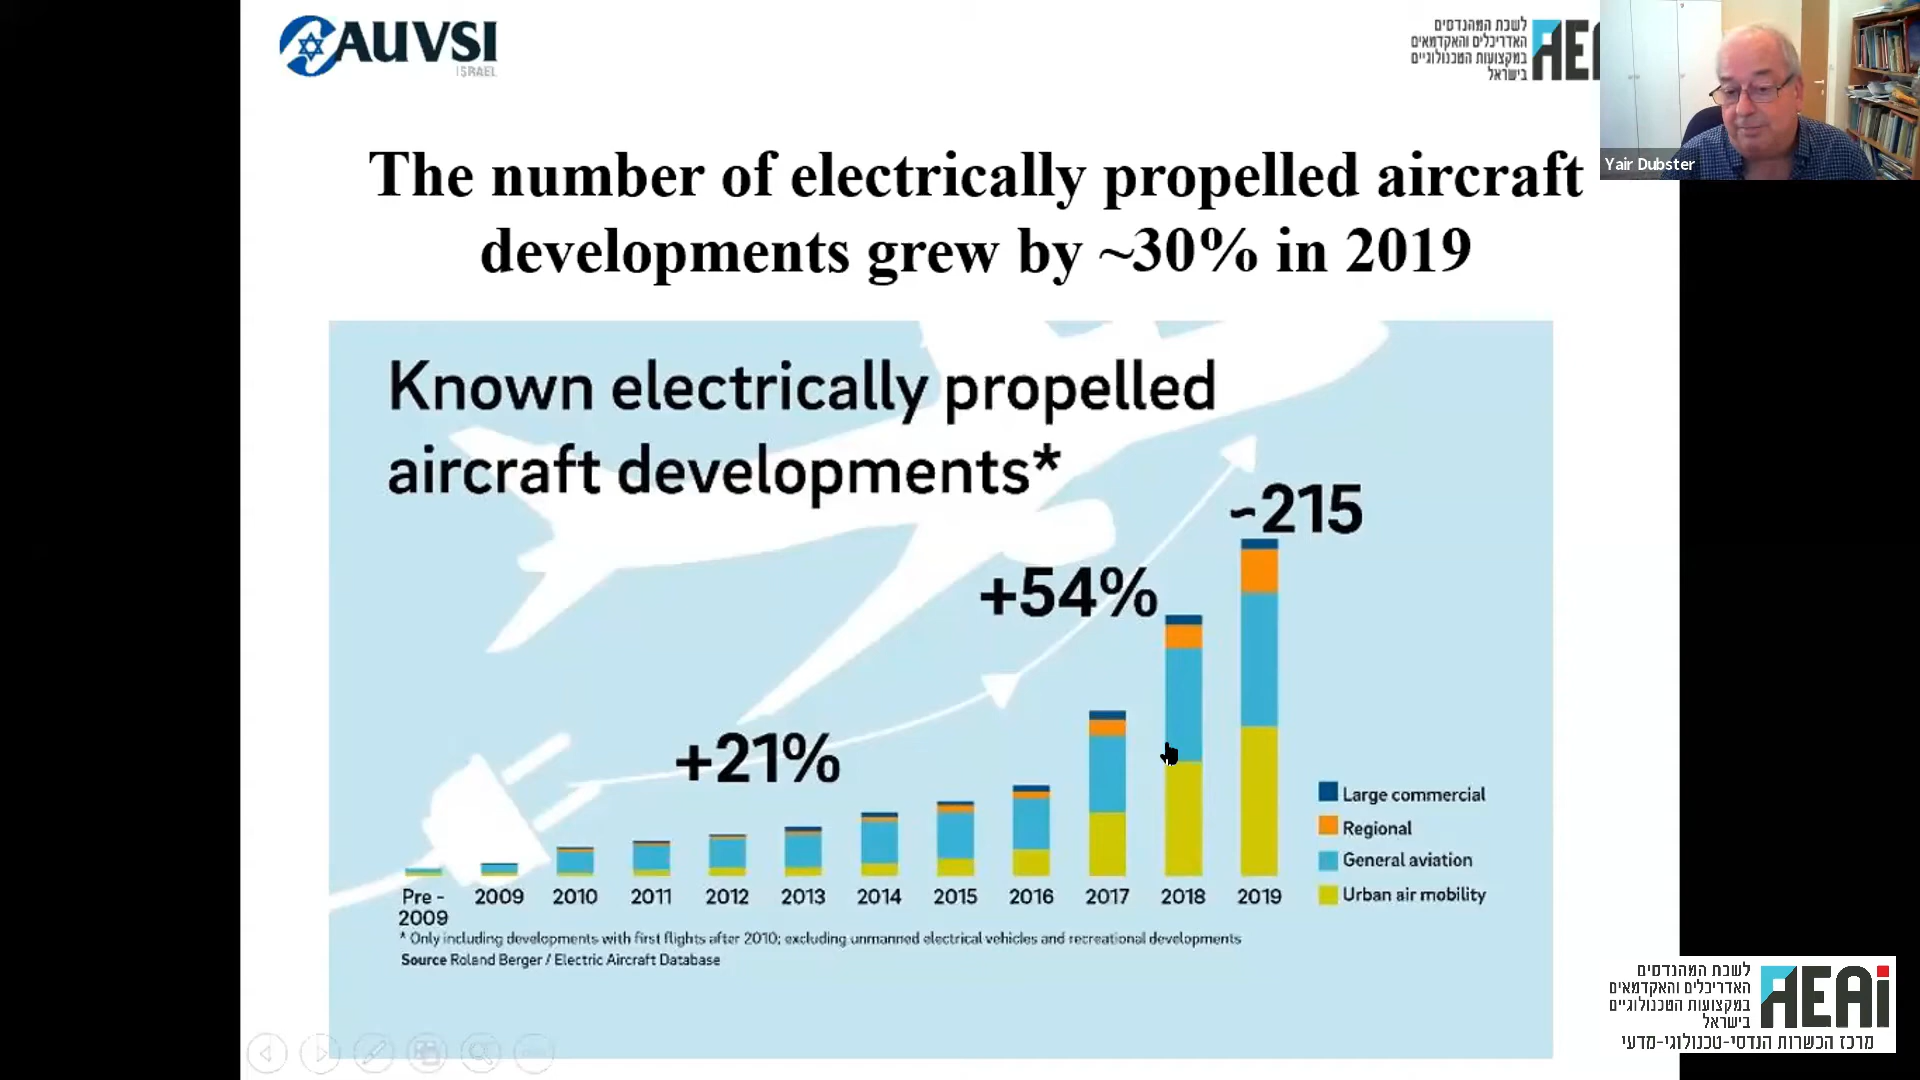 AUVSI
ISRAEL
לשכת המהנדסים
האדריכלים והאקדמאים
במקצועות הטכנולוגיים
בישראל
AEA
Yair Dubster
The number of electrically propelled aircraft
developments grew by ~30% in 2019
Known electrically propelled
aircraft developments*
~215
+54%
+21%
Large commercial
Regional
General aviation
Urban air mobility
Pre -
2009
2009
2010
2011
2012
2013
2014
2015
2016
2017
2018
2019
* Only including developments with first flights after 2010; excluding unmanned electrical vehicles and recreational developments
Source Roland Berger / Electric Aircraft Database
לשכת המהנדסים
האדריכלים והאקדמאים
במקצועות הטכנולוגיים
בישראל
AEAi
מרכז הכשרות הנדסי-טכנולוגי-מדעי